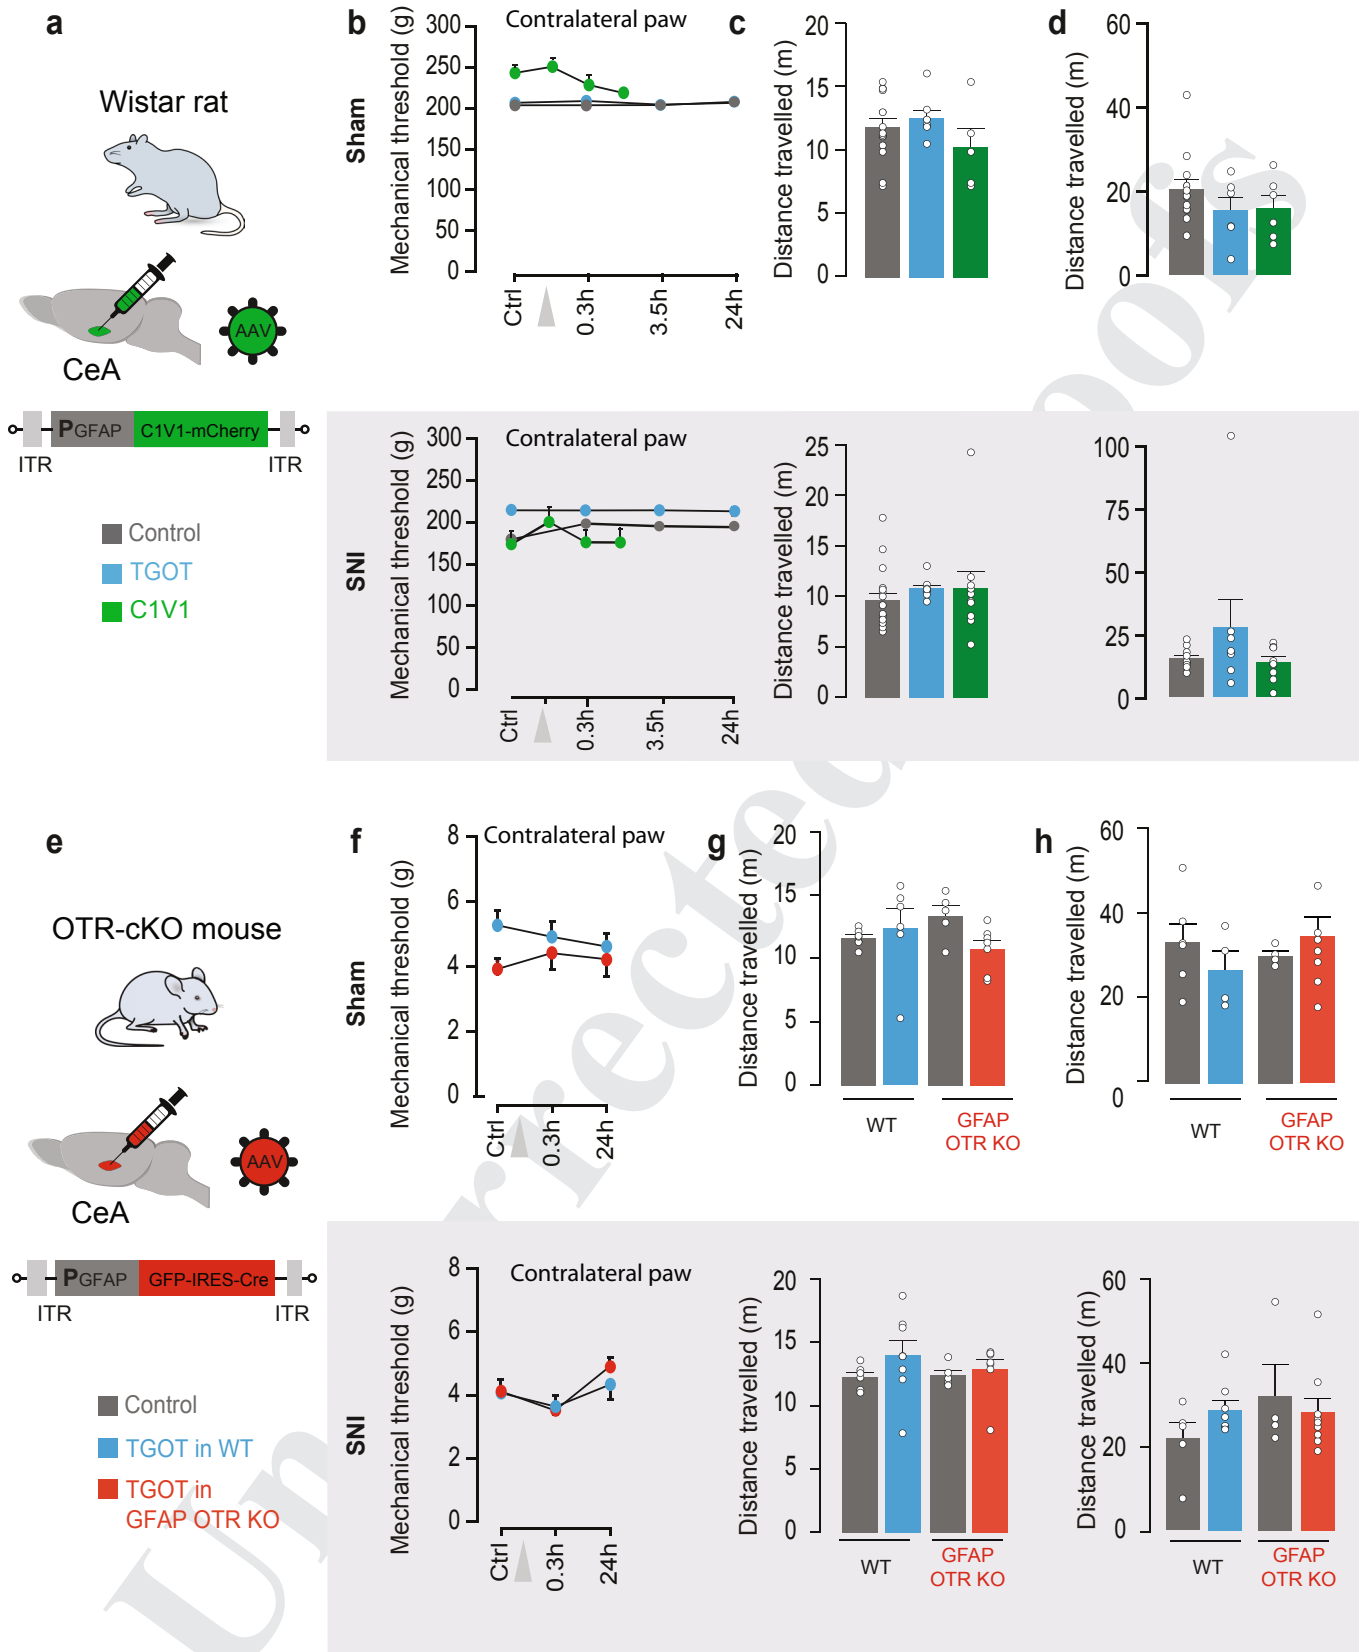 a
Wistar rat
AAV
CeA
PGFAP
C1V1-mCherry
ITR
ITR
Control
TGOT
C1V1
b
Sham
Mechanical threshold (g)
Contralateral paw
300
250
200
150
100
50
0
Ctrl
0.3h
3.5h
24h
c
Distance travelled (m)
20
15
10
5
0
d
Distance travelled (m)
60
40
20
0
SNI
Mechanical threshold (g)
Contralateral paw
300
250
200
150
100
50
0
Ctrl
0.3h
3.5h
24h
Distance travelled (m)
25
20
15
10
5
0
100
75
50
25
0
e
OTR-cKO mouse
AAV
CeA
PGFAP
GFP-IRES-Cre
ITR
ITR
Control
TGOT in WT
TGOT in
GFAP OTR KO
f
Sham
Mechanical threshold (g)
Contralateral paw
8
6
4
2
0
Ctrl
0.3h
24h
g
Distance travelled (m)
20
15
10
5
0
WT
GFAP
OTR KO
h
Distance travelled (m)
60
40
20
0
WT
GFAP
OTR KO
SNI
Mechanical threshold (g)
Contralateral paw
8
6
4
2
0
Ctrl
0.3h
24h
Distance travelled (m)
20
15
10
5
0
WT
GFAP
OTR KO
Distance travelled (m)
60
40
20
0
WT
GFAP
OTR KO